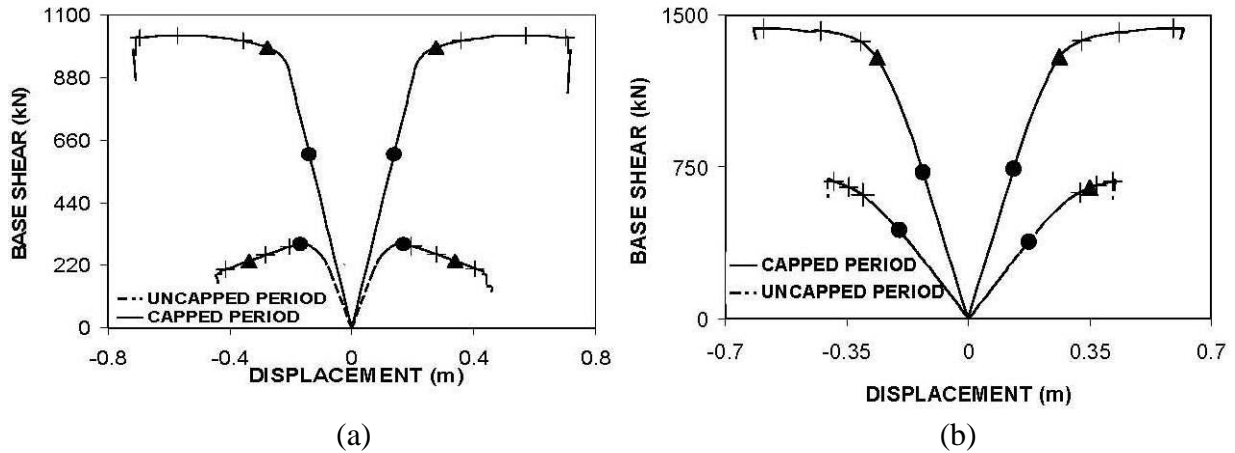 1100
880
660
440
220
0
BASE SHEAR (kN)
UNCAPPED PERIOD
CAPPED PERIOD
-0.8 -0.4 0 0.4 0.8
DISPLACEMENT (m)
(a)
1500
750
0
BASE SHEAR (kN)
CAPPED PERIOD
UNCAPPED PERIOD
-0.7 -0.35 0 0.35 0.7
DISPLACEMENT (m)
(b)